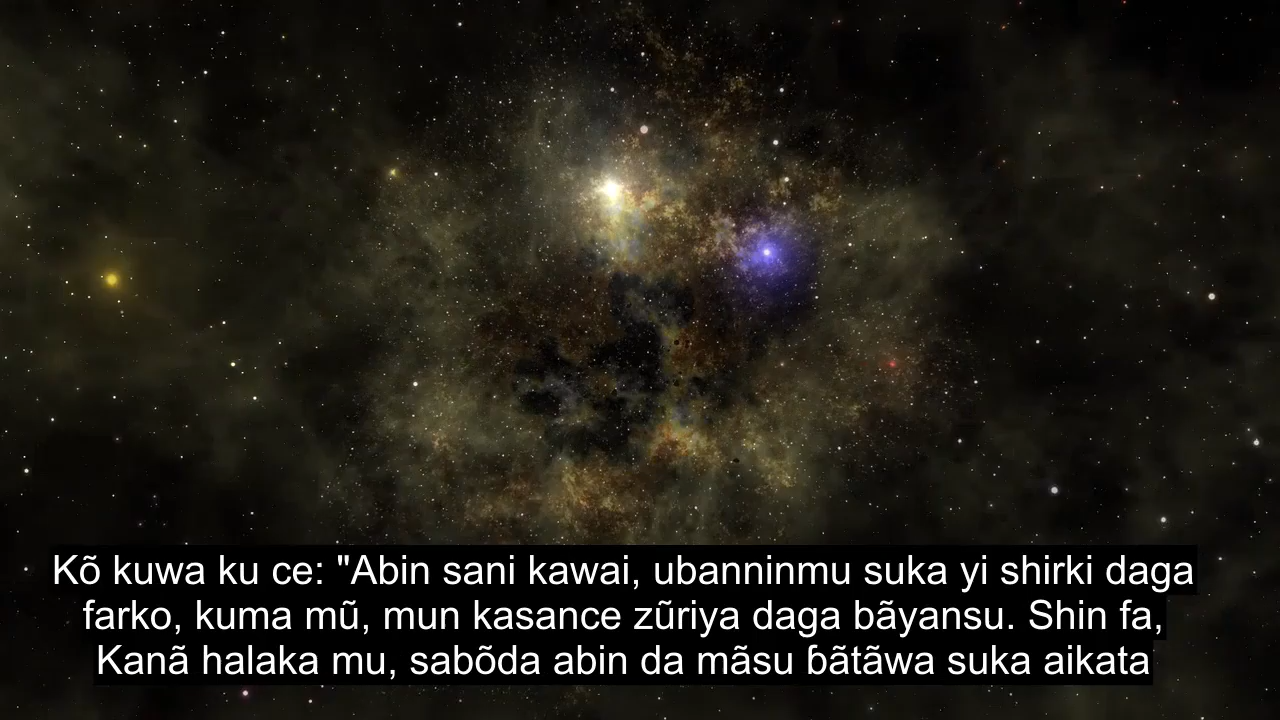 Kõ kuwa ku ce: "Abin sani kawai, ubanninmu suka yi shirki daga
farko, kuma mũ, mun kasance zũriya daga bãyansu. Shin fa,
Kanã halaka mu, sabõda abin da mãsu ɓãtãwa suka aikata